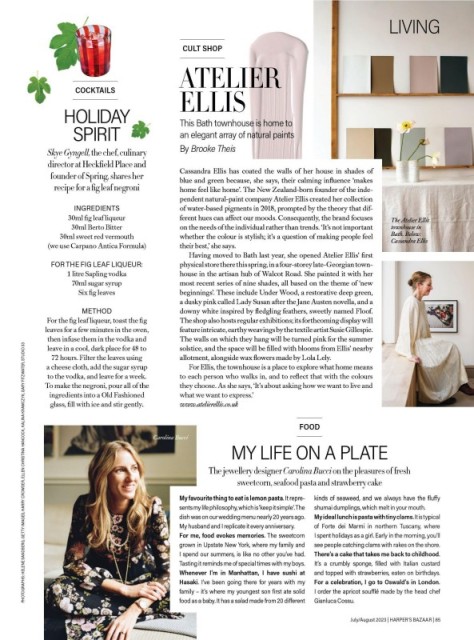 LIVING
COCKTAILS
HOLIDAY
SPIRIT
Skye Gyngell, the chef, culinary
director at Heckfield Place and
founder of Spring, shares her
recipe for a fig leaf negroni
INGREDIENTS
30ml fig leaf liqueur
30ml Berto Bitter
30ml sweet red vermouth
(we use Carpano Antica Formula)
FOR THE FIG LEAF LIQUEUR:
1 litre Sapling vodka
70ml sugar syrup
Six fig leaves
METHOD
For the fig leaf liqueur, toast the fig
leaves for a few minutes in the oven,
then infuse them in the vodka and
leave in a cool, dark place for 48 to
72 hours. Filter the leaves using
a cheese cloth, add the sugar syrup
to the vodka, and leave for a week.
To make the negroni, pour all of the
ingredients into a Old Fashioned
glass, fill with ice and stir gently.
CULT SHOP
ATELIER
ELLIS
This Bath townhouse is home to
an elegant array of natural paints
By Brooke Theis
Cassandra Ellis has coated the walls of her house in shades of
blue and green because, she says, their calming influence 'makes
home feel like home'. The New Zealand-born founder of the inde-
pendent natural-paint company Atelier Ellis created her collection
of water-based pigments in 2018, prompted by the theory that dif-
ferent hues can affect our moods. Consequently, the brand focuses
on the needs of the individual rather than trends. 'It's not important
whether the colour is stylish; it's a question of making people feel
their best,' she says.
Having moved to Bath last year, she opened Atelier Ellis' first
physical store there this spring, in a four-storey late-Georgian town-
house in the artisan hub of Walcot Road. She painted it with her
most recent series of nine shades, all based on the theme of 'new
beginnings'. These include Under Wood, a restorative deep green,
a dusky pink called Lady Susan after the Jane Austen novella, and a
downy white inspired by fledgling feathers, sweetly named Floof.
The shop also hosts regular exhibitions; its forthcoming display will
feature intricate, earthy weavings by the textile artist Susie Gillespie.
The walls on which they hang will be turned pink for the summer
solstice, and the space will be filled with blooms from Ellis' nearby
allotment, alongside wax flowers made by Lola Lely.
For Ellis, the townhouse is a place to explore what home means
to each person who walks in, and to reflect that with the colours
they choose. As she says, 'It's about asking how we want to live and
what we want to express.'
www.atelierellis.co.uk
The Atelier Ellis
townhouse in
Bath. Below:
Cassandra Ellis
Carolina Bucci
FOOD
MY LIFE ON A PLATE
The jewellery designer Carolina Bucci on the pleasures of fresh
sweetcorn, seafood pasta and strawberry cake
My favourite thing to eat is lemon pasta. It repre-
sents my life philosophy, which is 'keep it simple'. The
dish was on our wedding menu nearly 20 years ago.
My husband and I replicate it every anniversary.
For me, food evokes memories. The sweetcorn
grown in Upstate New York, where my family and
I spend our summers, is like no other you've had.
Tasting it reminds me of special times with my boys.
Whenever I'm in Manhattan, I have sushi at
Hasaki. I've been going there for years with my
family – it's where my youngest son first ate solid
food as a baby. It has a salad made from 20 different
kinds of seaweed, and we always have the fluffy
shumai dumplings, which melt in your mouth.
My ideal lunch is pasta with tiny clams. It is typical
of Forte dei Marmi in northern Tuscany, where
I spent holidays as a girl. Early in the morning, you'll
see people catching clams with rakes on the shore.
There's a cake that takes me back to childhood.
It's a crumbly sponge, filled with Italian custard
and topped with strawberries, eaten on birthdays.
For a celebration, I go to Oswald's in London.
I order the apricot soufflé made by the head chef
Gianluca Cossu.
July/August 2023 | HARPER'S BAZAAR |